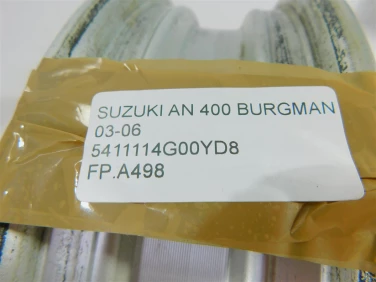 SUZUKI AN 400 BURGMAN
03-06
5411114G00YD8
FP.A498